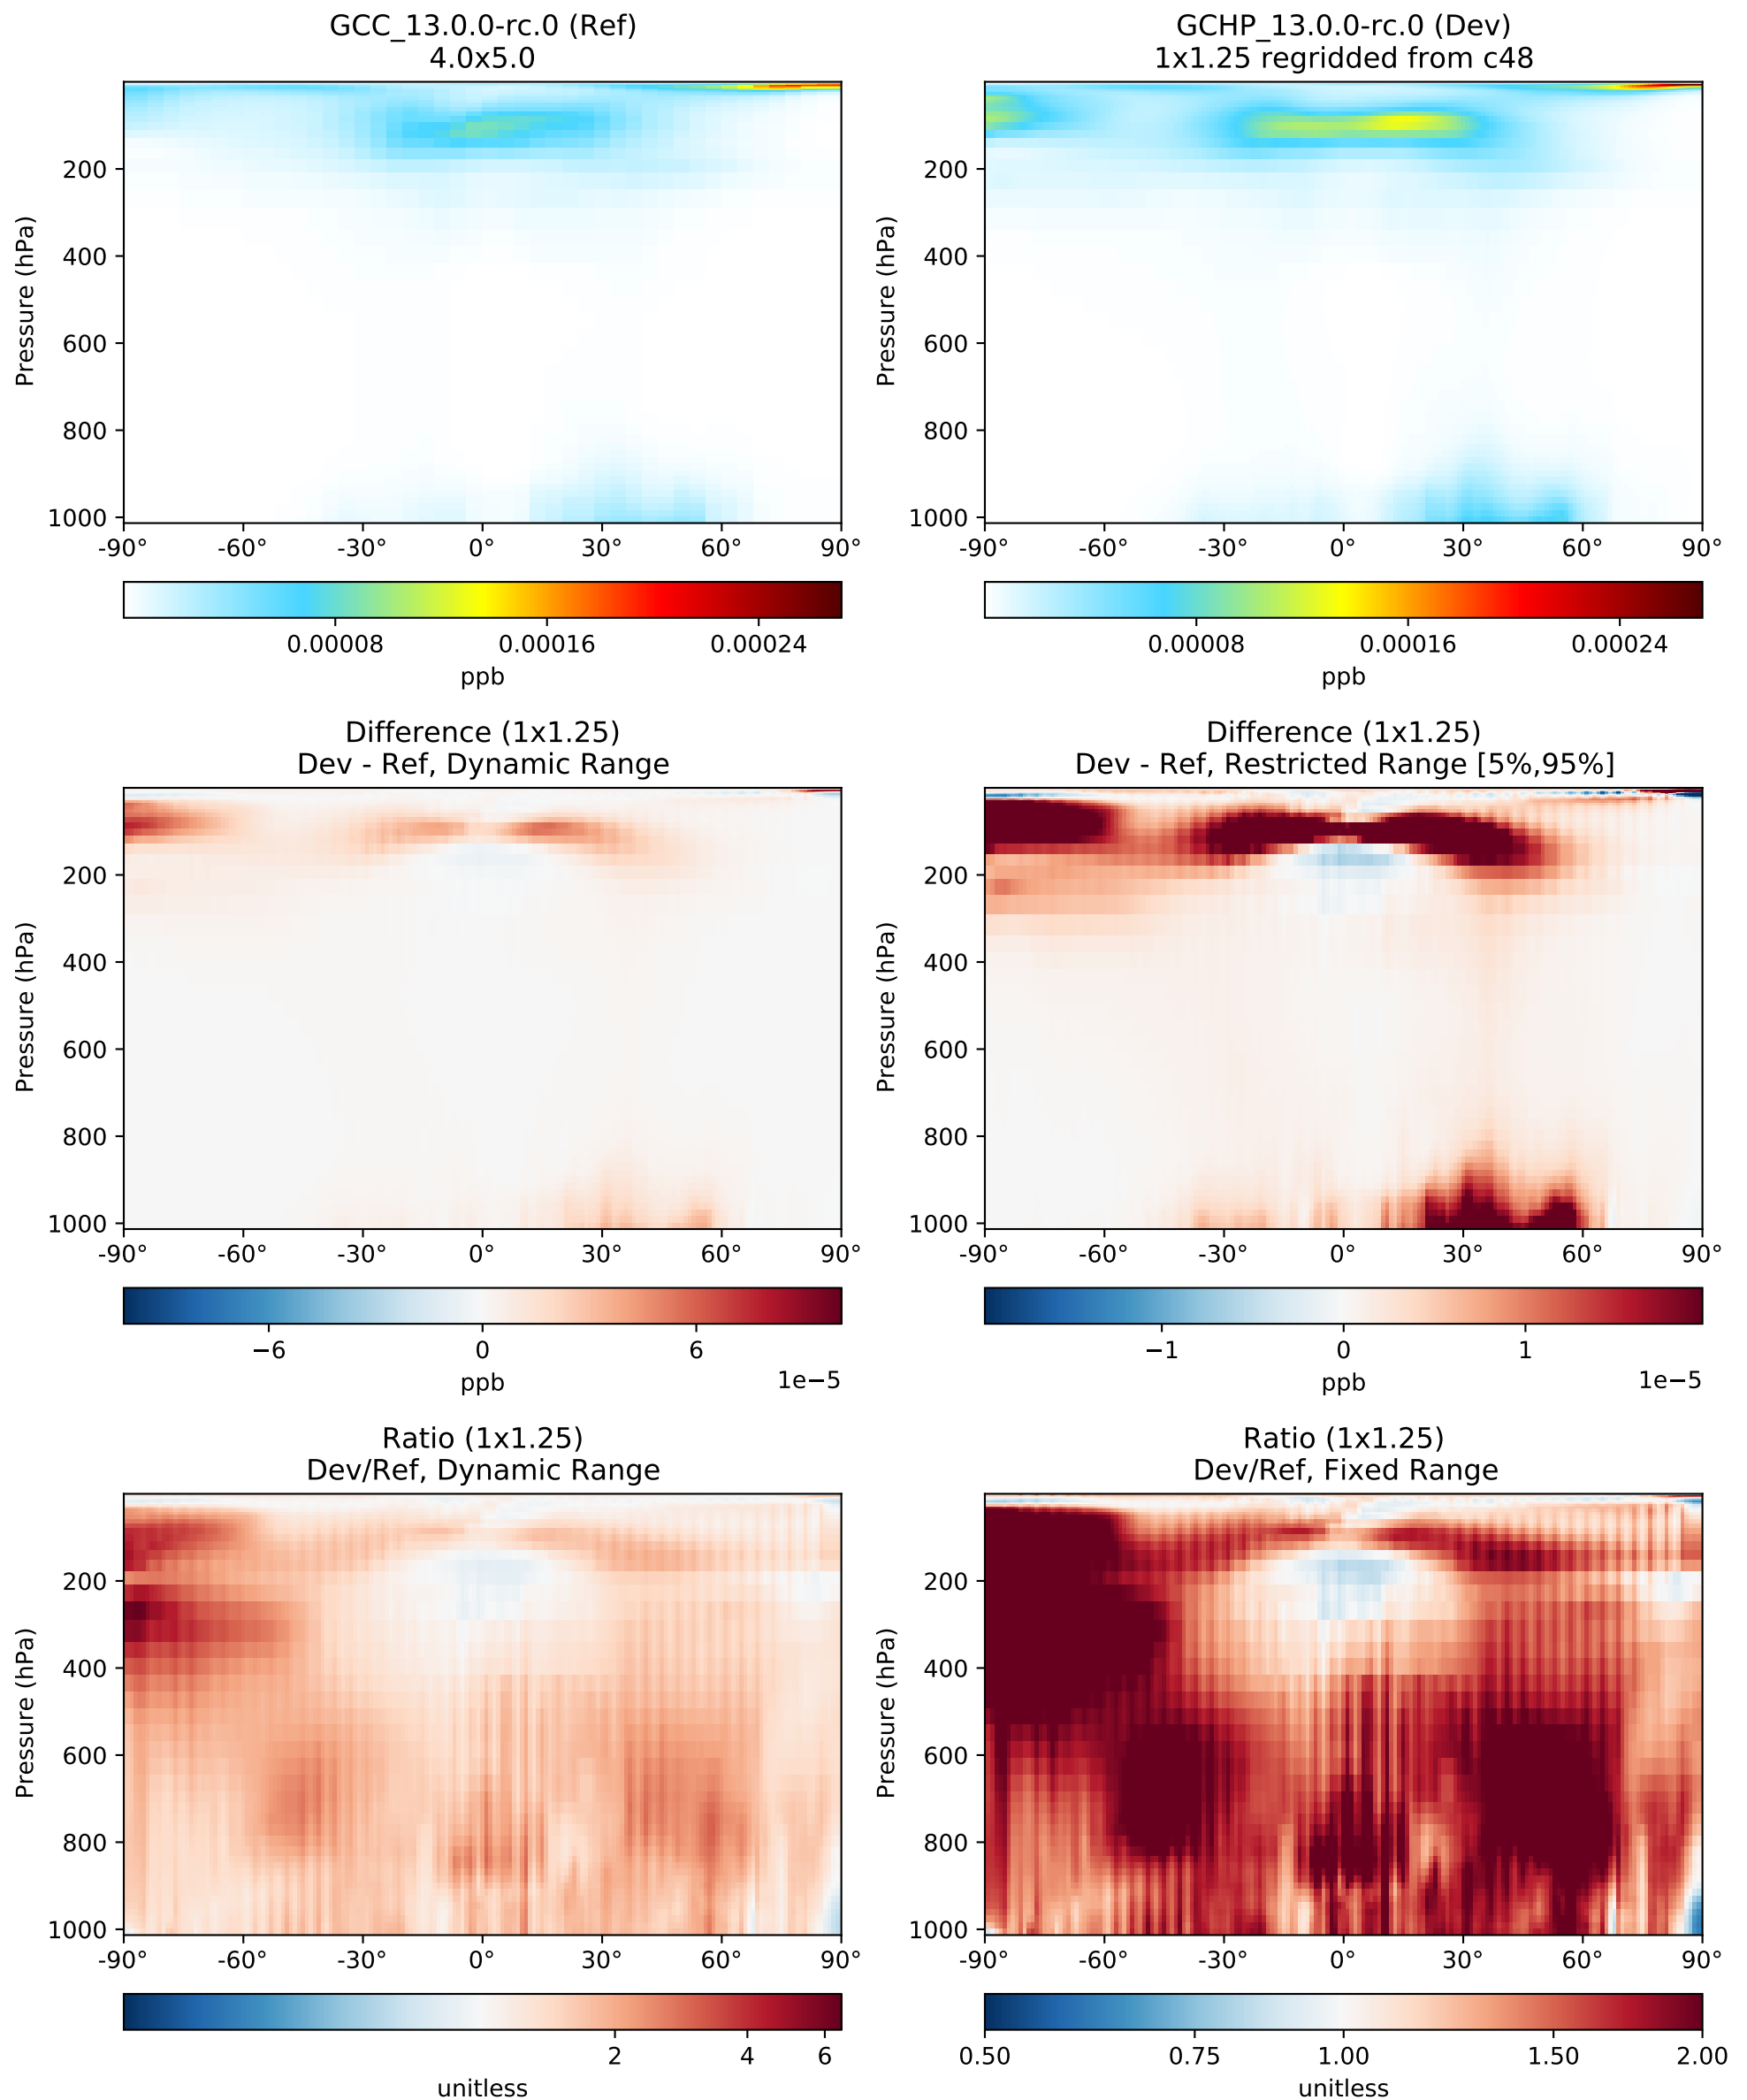 GCC_13.0.0-rc.0 (Ref)
4.0x5.0
Pressure (hPa)
200
400
600
800
1000
-90° -60° -30° 0° 30° 60° 90°
0.00008 0.00016 0.00024
ppb
GCHP_13.0.0-rc.0 (Dev)
1x1.25 regridded from c48
Pressure (hPa)
200
400
600
800
1000
-90° -60° -30° 0° 30° 60° 90°
0.00008 0.00016 0.00024
ppb
Difference (1x1.25)
Dev - Ref, Dynamic Range
Pressure (hPa)
200
400
600
800
1000
-90° -60° -30° 0° 30° 60° 90°
−6 0 6
1e−5
ppb
Difference (1x1.25)
Dev - Ref, Restricted Range [5%,95%]
Pressure (hPa)
200
400
600
800
1000
-90° -60° -30° 0° 30° 60° 90°
−1 0 1
1e−5
ppb
Ratio (1x1.25)
Dev/Ref, Dynamic Range
Pressure (hPa)
200
400
600
800
1000
-90° -60° -30° 0° 30° 60° 90°
2 4 6
unitless
Ratio (1x1.25)
Dev/Ref, Fixed Range
Pressure (hPa)
200
400
600
800
1000
-90° -60° -30° 0° 30° 60° 90°
0.50 0.75 1.00 1.50 2.00
unitless